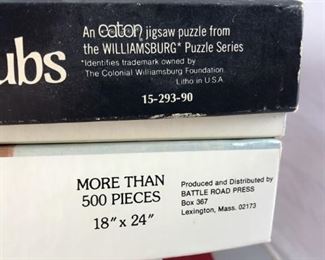 ubs
An eaton jigsaw puzzle from
the WILLIAMSBURG* Puzzle Series
*Identifies trademark owned by
The Colonial Williamsburg Foundation.
Litho in U.S.A.
15-293-90
MORE THAN
500 PIECES
18" x 24"
Produced and Distributed by
BATTLE ROAD PRESS
Box 367
Lexington, Mass. 02173